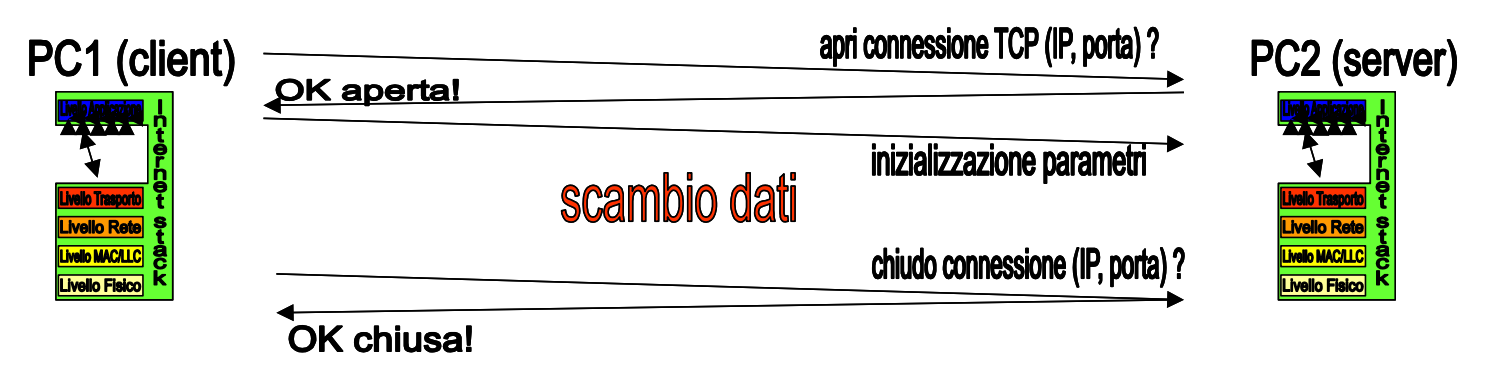 PC1 (client)
apri connessione TCP (IP, porta) ?
PC2 (server)
OK aperta!
inizializzazione parametri
scambio dati
chiudo connessione (IP, porta) ?
OK chiusa!
Livello Applicazione
Livello Trasporto
Livello Rete
Livello MAC/LLC
Livello Fisico
Internet stack
Livello Applicazione
Livello Trasporto
Livello Rete
Livello MAC/LLC
Livello Fisico
Internet stack